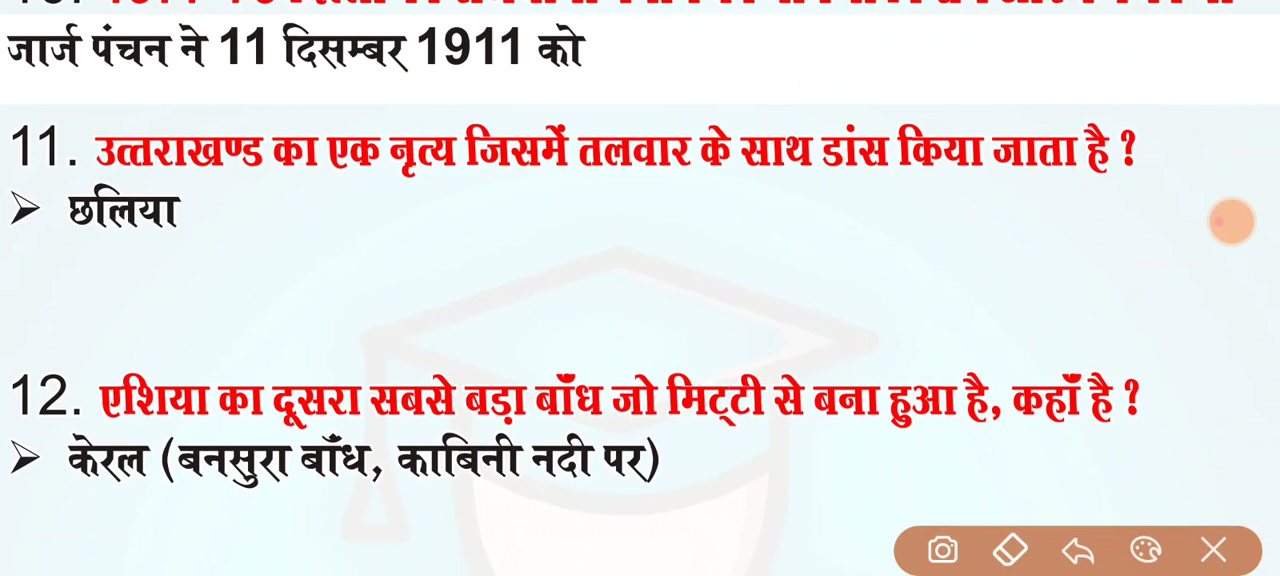 जार्ज पंचन ने 11 दिसम्बर 1911 को
11. उत्तराखण्ड का एक नृत्य जिसमें तलवार के साथ डांस किया जाता है ?
➢ छलिया
12. एशिया का दूसरा सबसे बड़ा बाँध जो मिट्टी से बना हुआ है, कहाँ है ?
➢ केरल (बनसुरा बाँध, काबिनी नदी पर)